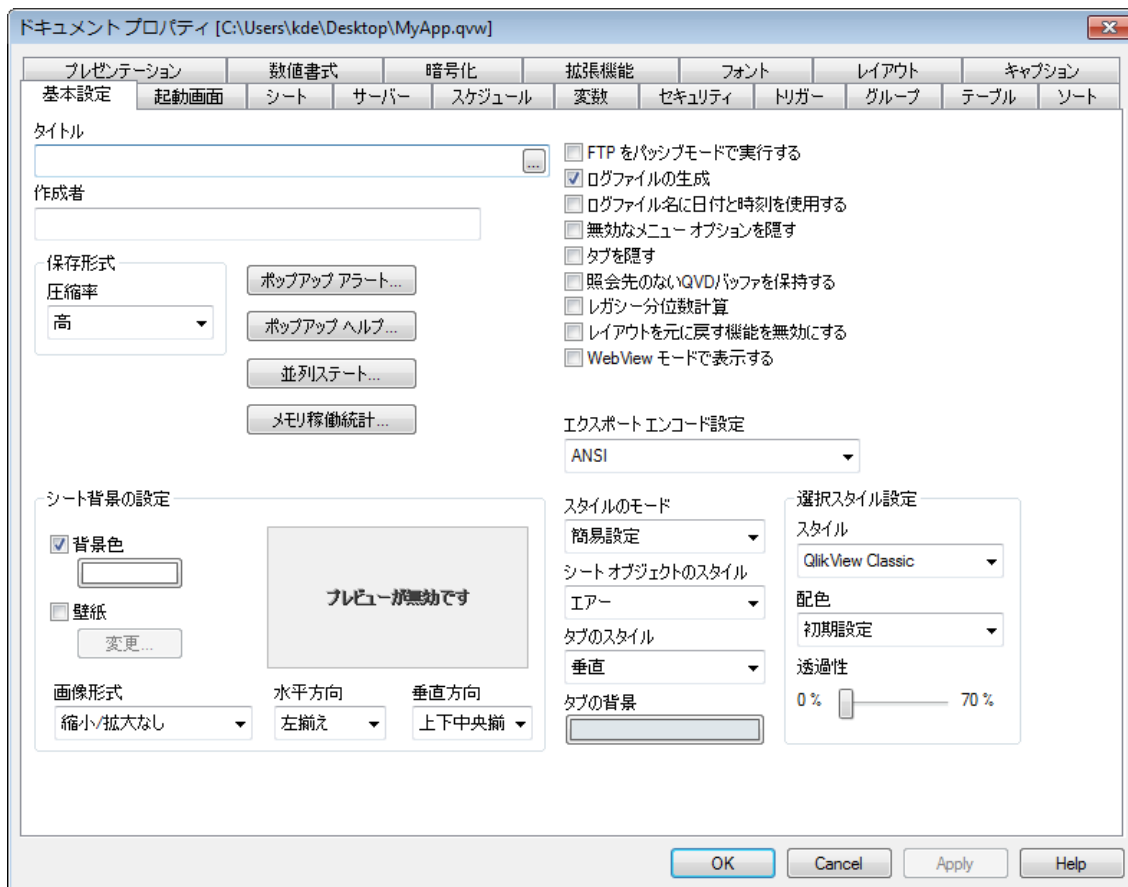 ドキュメント プロパティ [C:\Users\kde\Desktop\MyApp.qvw]
プレゼンテーション 数値書式 暗号化 拡張機能 フォント レイアウト キャプション
基本設定 起動画面 シート サーバー スケジュール 変数 セキュリティ トリガー グループ テーブル ソート
タイトル
...
作成者
保存形式
圧縮率
高
ポップアップ アラート...
ポップアップ ヘルプ...
並列ステート...
メモリ稼働統計...
FTP をパッシブモードで実行する
ログファイルの生成
ログファイル名に日付と時刻を使用する
無効なメニュー オプションを隠す
タブを隠す
照会先のないQVDバッファを保持する
レガシー分位数計算
レイアウトを元に戻す機能を無効にする
WebView モードで表示する
エクスポート エンコード設定
ANSI
シート背景の設定
背景色
壁紙
変更...
プレビューが無効です
画像形式
縮小/拡大なし
水平方向
左揃え
垂直方向
上下中央揃
スタイルのモード
簡易設定
シート オブジェクトのスタイル
エアー
タブのスタイル
垂直
タブの背景
選択スタイル設定
スタイル
QlikView Classic
配色
初期設定
透過性
0 % 70 %
OK Cancel Apply Help